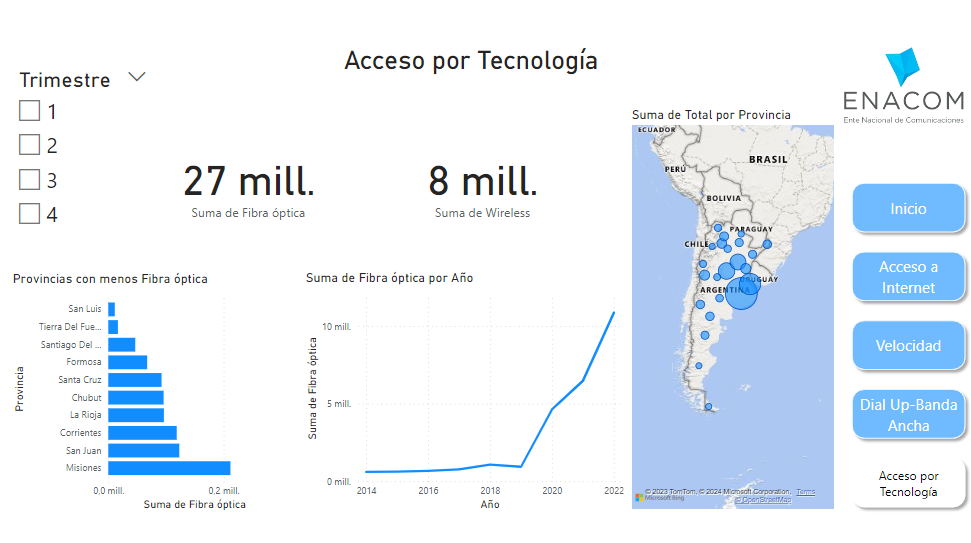 Acceso por Tecnología
Trimestre
1
2
3
4
27 mill.
Suma de Fibra óptica
8 mill.
Suma de Wireless
Suma de Total por Provincia
ECUADOR
BRASIL
PERÚ
BOLIVIA
PARAGUAY
CHILE
URUGUAY
ARGENTINA
© 2023 TomTom, © 2024 Microsoft Corporation, Terms
© OpenStreetMap
Microsoft Bing
ENACOM
Ente Nacional de Comunicaciones
Inicio
Acceso a
Internet
Velocidad
Dial Up-Banda
Ancha
Acceso por
Tecnología
Provincias con menos Fibra óptica
Provincia
San Luis
Tierra Del Fue...
Santiago Del ...
Formosa
Santa Cruz
Chubut
La Rioja
Corrientes
San Juan
Misiones
0,0 mill.
0,2 mill.
Suma de Fibra óptica
Suma de Fibra óptica por Año
Suma de Fibra óptica
10 mill.
5 mill.
0 mill.
2014
2016
2018
2020
2022
Año